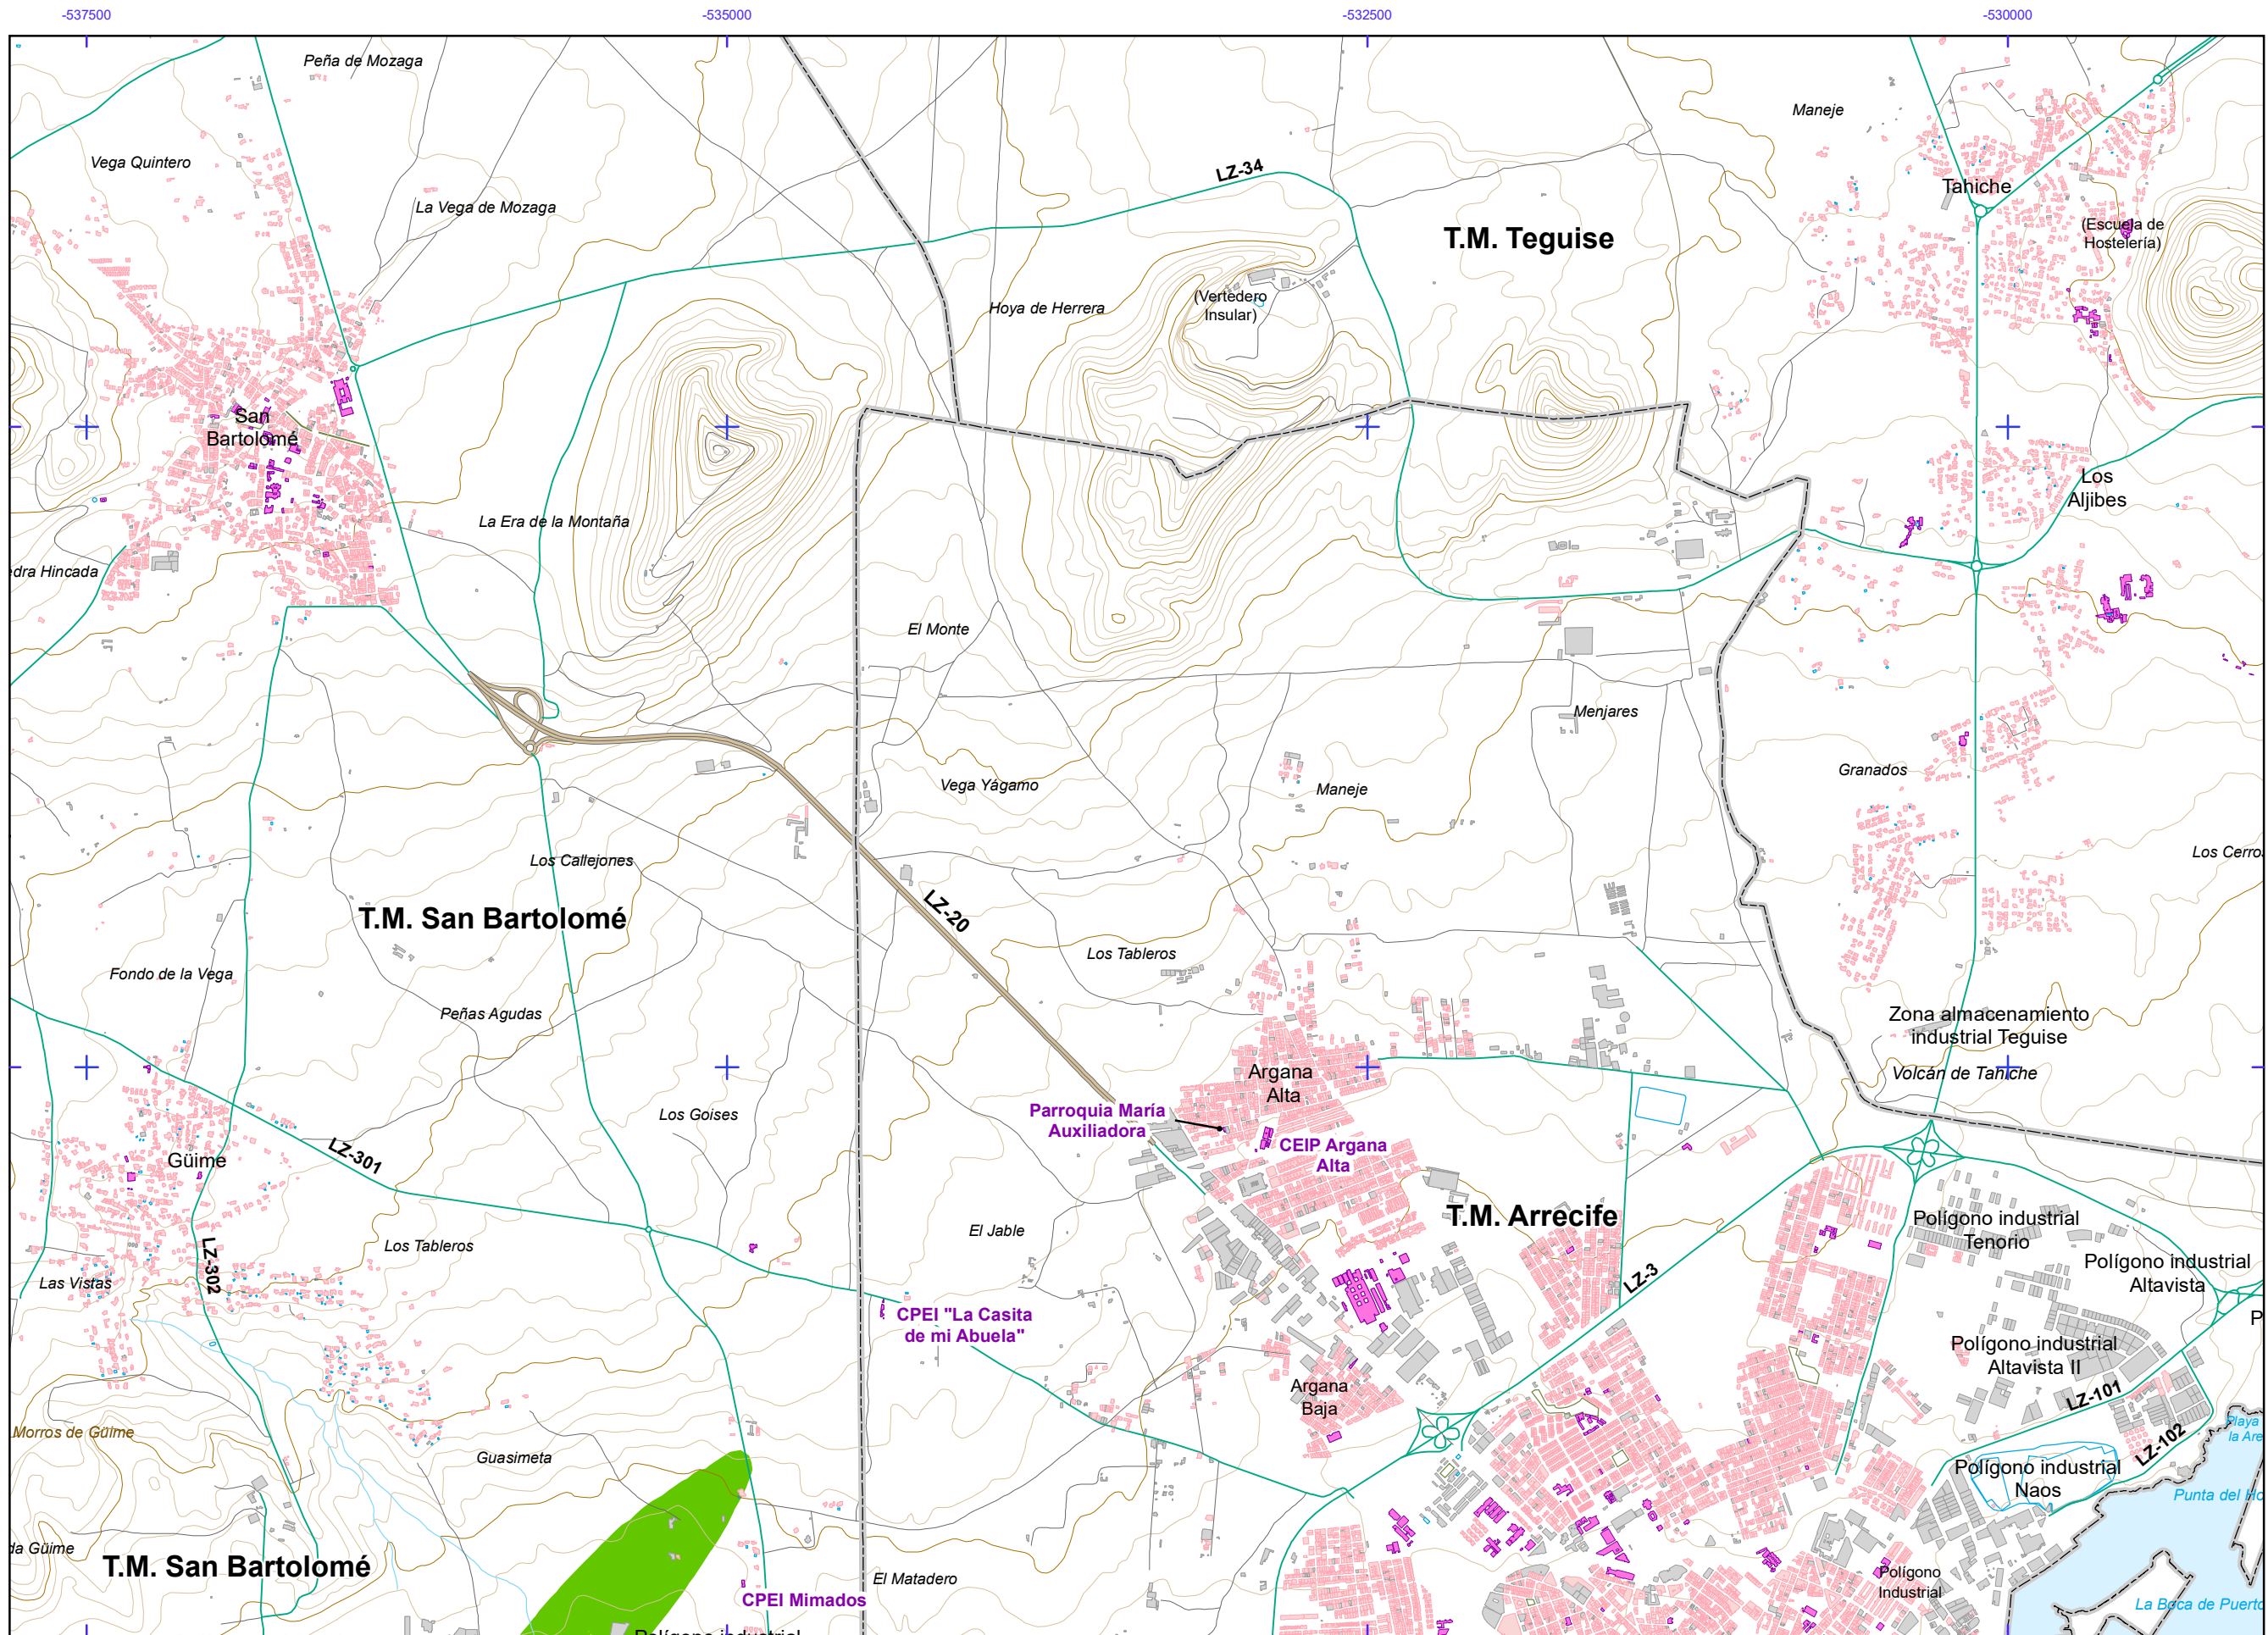 -537500
-535000
-532500
-530000
Peña de Mozaga
Maneje
Vega Quintero
LZ-34
Tahiche
La Vega de Mozaga
(Escuela de
Hostelería)
T.M. Teguise
(Vertedero
Insular)
Hoya de Herrera
San
Bartolomé
Los
Aljibes
La Era de la Montaña
edra Hincada
El Monte
Menjares
Granados
Vega Yágamo
Maneje
Los Callejones
Los Cerro
T.M. San Bartolomé
LZ-20
Los Tableros
Fondo de la Vega
Peñas Agudas
Zona almacenamiento
industrial Teguise
Volcán de Tahiche
Argana
Alta
Los Goises
Parroquia María
Auxiliadora
CEIP Argana
Alta
LZ-301
Güime
T.M. Arrecife
Polígono industrial
Tenorio
El Jable
Los Tableros
LZ-302
Las Vistas
LZ-3
Polígono industrial
Altavista
CPEI "La Casita
de mi Abuela"
P
Polígono industrial
Altavista II
Argana
Baja
LZ-101
Morros de Güime
Playa
la Are
LZ-102
Guasimeta
Polígono industrial
Naos
Punta del Ho
da Güime
T.M. San Bartolomé
El Matadero
Polígono
Industrial
CPEI Mimados
La Boca de Puerto
Polígono industrial